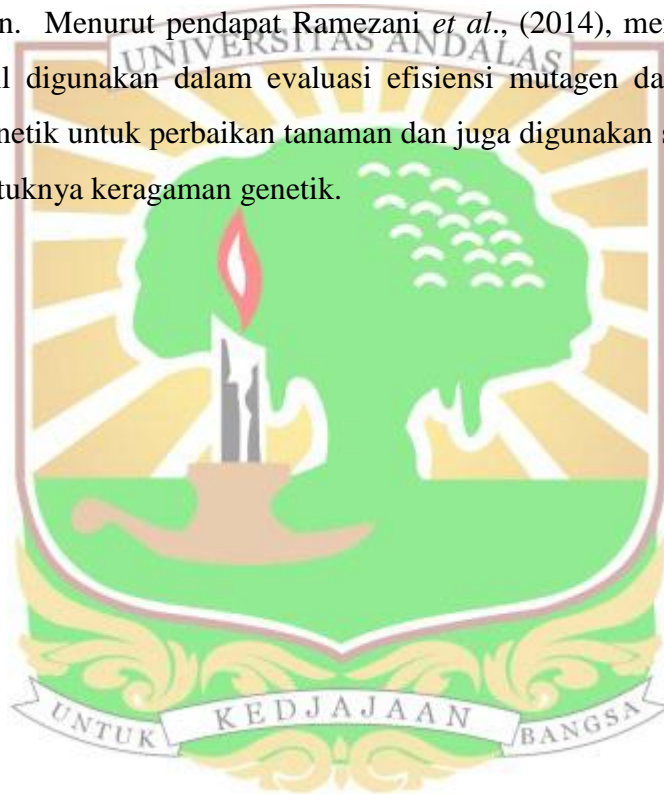 n. Menurut pendapat Ramezani et al., (2014), me
UNIVERSITAS ANDALAS
l digunakan dalam evaluasi efisiensi mutagen da
netik untuk perbaikan tanaman dan juga digunakan s
tuknya keragaman genetik.
UNTUK KEDJAJAAN BANGSA